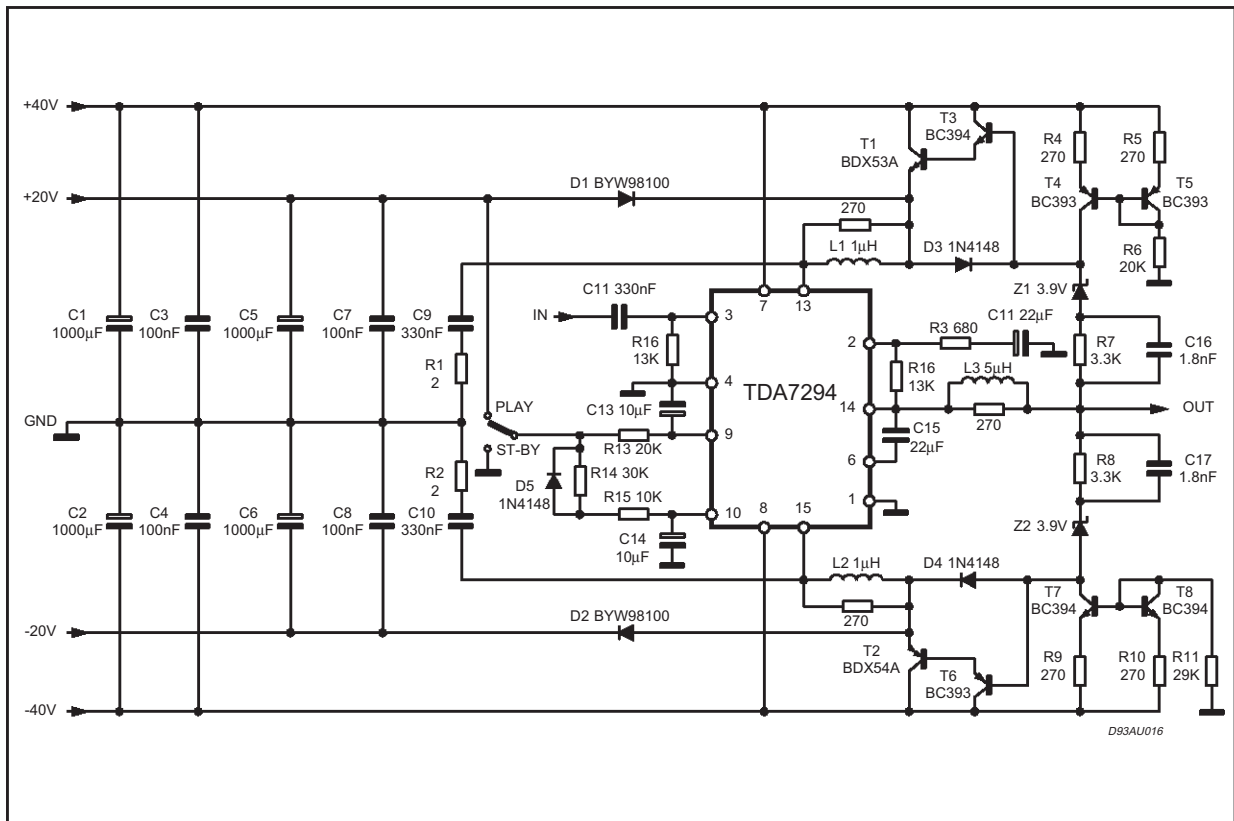 +40V
T3
BC394
T1
BDX53A
R4
270
R5
270
+20V
D1 BYW98100
T4
BC393
T5
BC393
270
L1 1μH
D3 1N4148
R6
20K
C11 330nF
7
13
Z1 3.9V
C1
1000μF
C3
100nF
C5
1000μF
C7
100nF
C9
330nF
IN
3
2
R3 680
C11 22μF
R7
3.3K
C16
1.8nF
R16
13K
R1
2
R16
13K
L3 5μH
4
TDA7294
PLAY
C13 10μF
14
OUT
GND
270
ST-BY
R13 20K
9
C15
22μF
R2
2
R14 30K
6
R8
3.3K
C17
1.8nF
D5
1N4148
R15 10K
1
C2
1000μF
C4
100nF
C6
1000μF
C8
100nF
C10
330nF
10
8
15
Z2 3.9V
C14
10μF
L2 1μH
D4 1N4148
T7
BC394
T8
BC394
270
-20V
D2 BYW98100
T2
BDX54A
T6
BC393
R9
270
R10
270
R11
29K
-40V
D93AU016